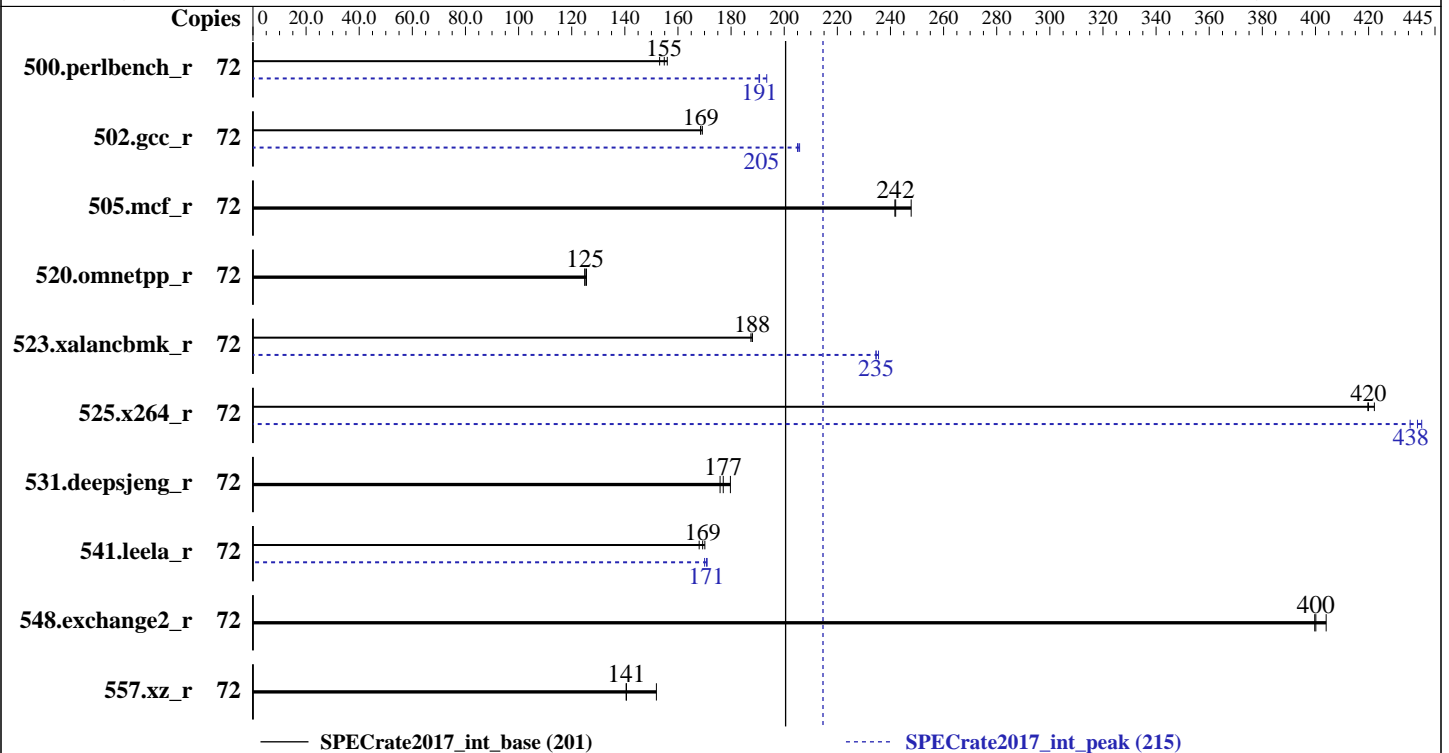 Copies 0 20.0 40.0 60.0 80.0 100 120 140 160 180 200 220 240 260 280 300 320 340 360 380 400 420 445
500.perlbench_r 72 155
191
502.gcc_r 72 169
205
505.mcf_r 72 242
520.omnetpp_r 72 125
523.xalancbmk_r 72 188
235
525.x264_r 72 420
438
531.deepsjeng_r 72 177
541.leela_r 72 169
171
548.exchange2_r 72 400
557.xz_r 72 141
SPECrate2017_int_base (201) SPECrate2017_int_peak (215)